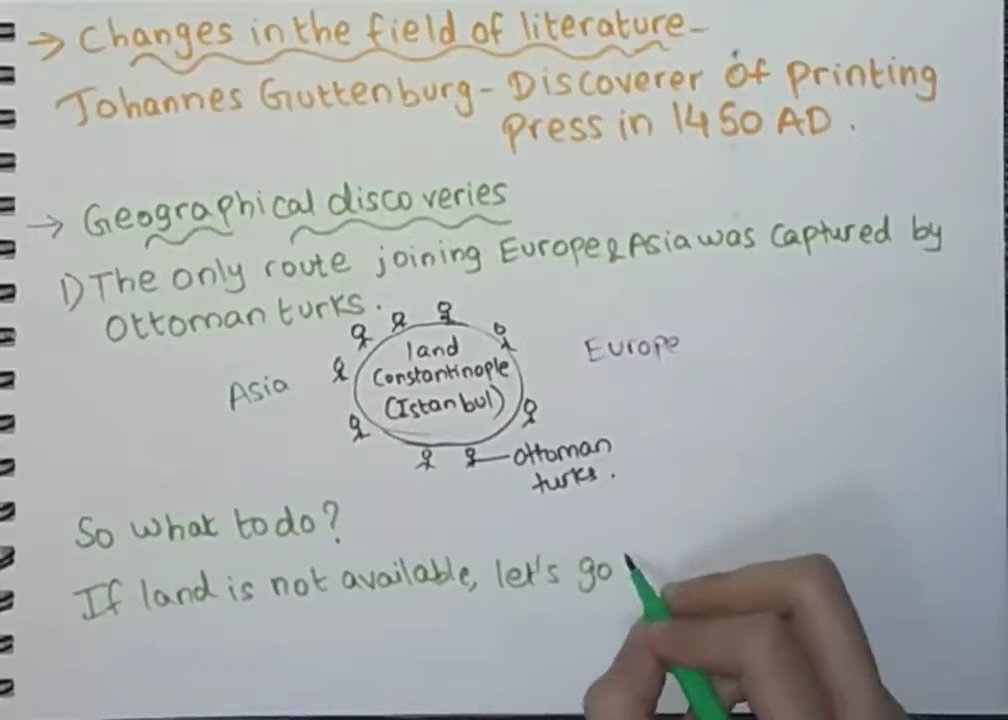 → Changes in the field of literature-
Johannes Guttenburg - Discoverer of printing
press in 1450 AD.
→ Geographical discoveries
1) The only route joining Europe & Asia was captured by
Ottoman turks.
land
Constantinople
(Istanbul)
Asia
Europe
ottoman
turks.
So what to do?
If land is not available, let's go